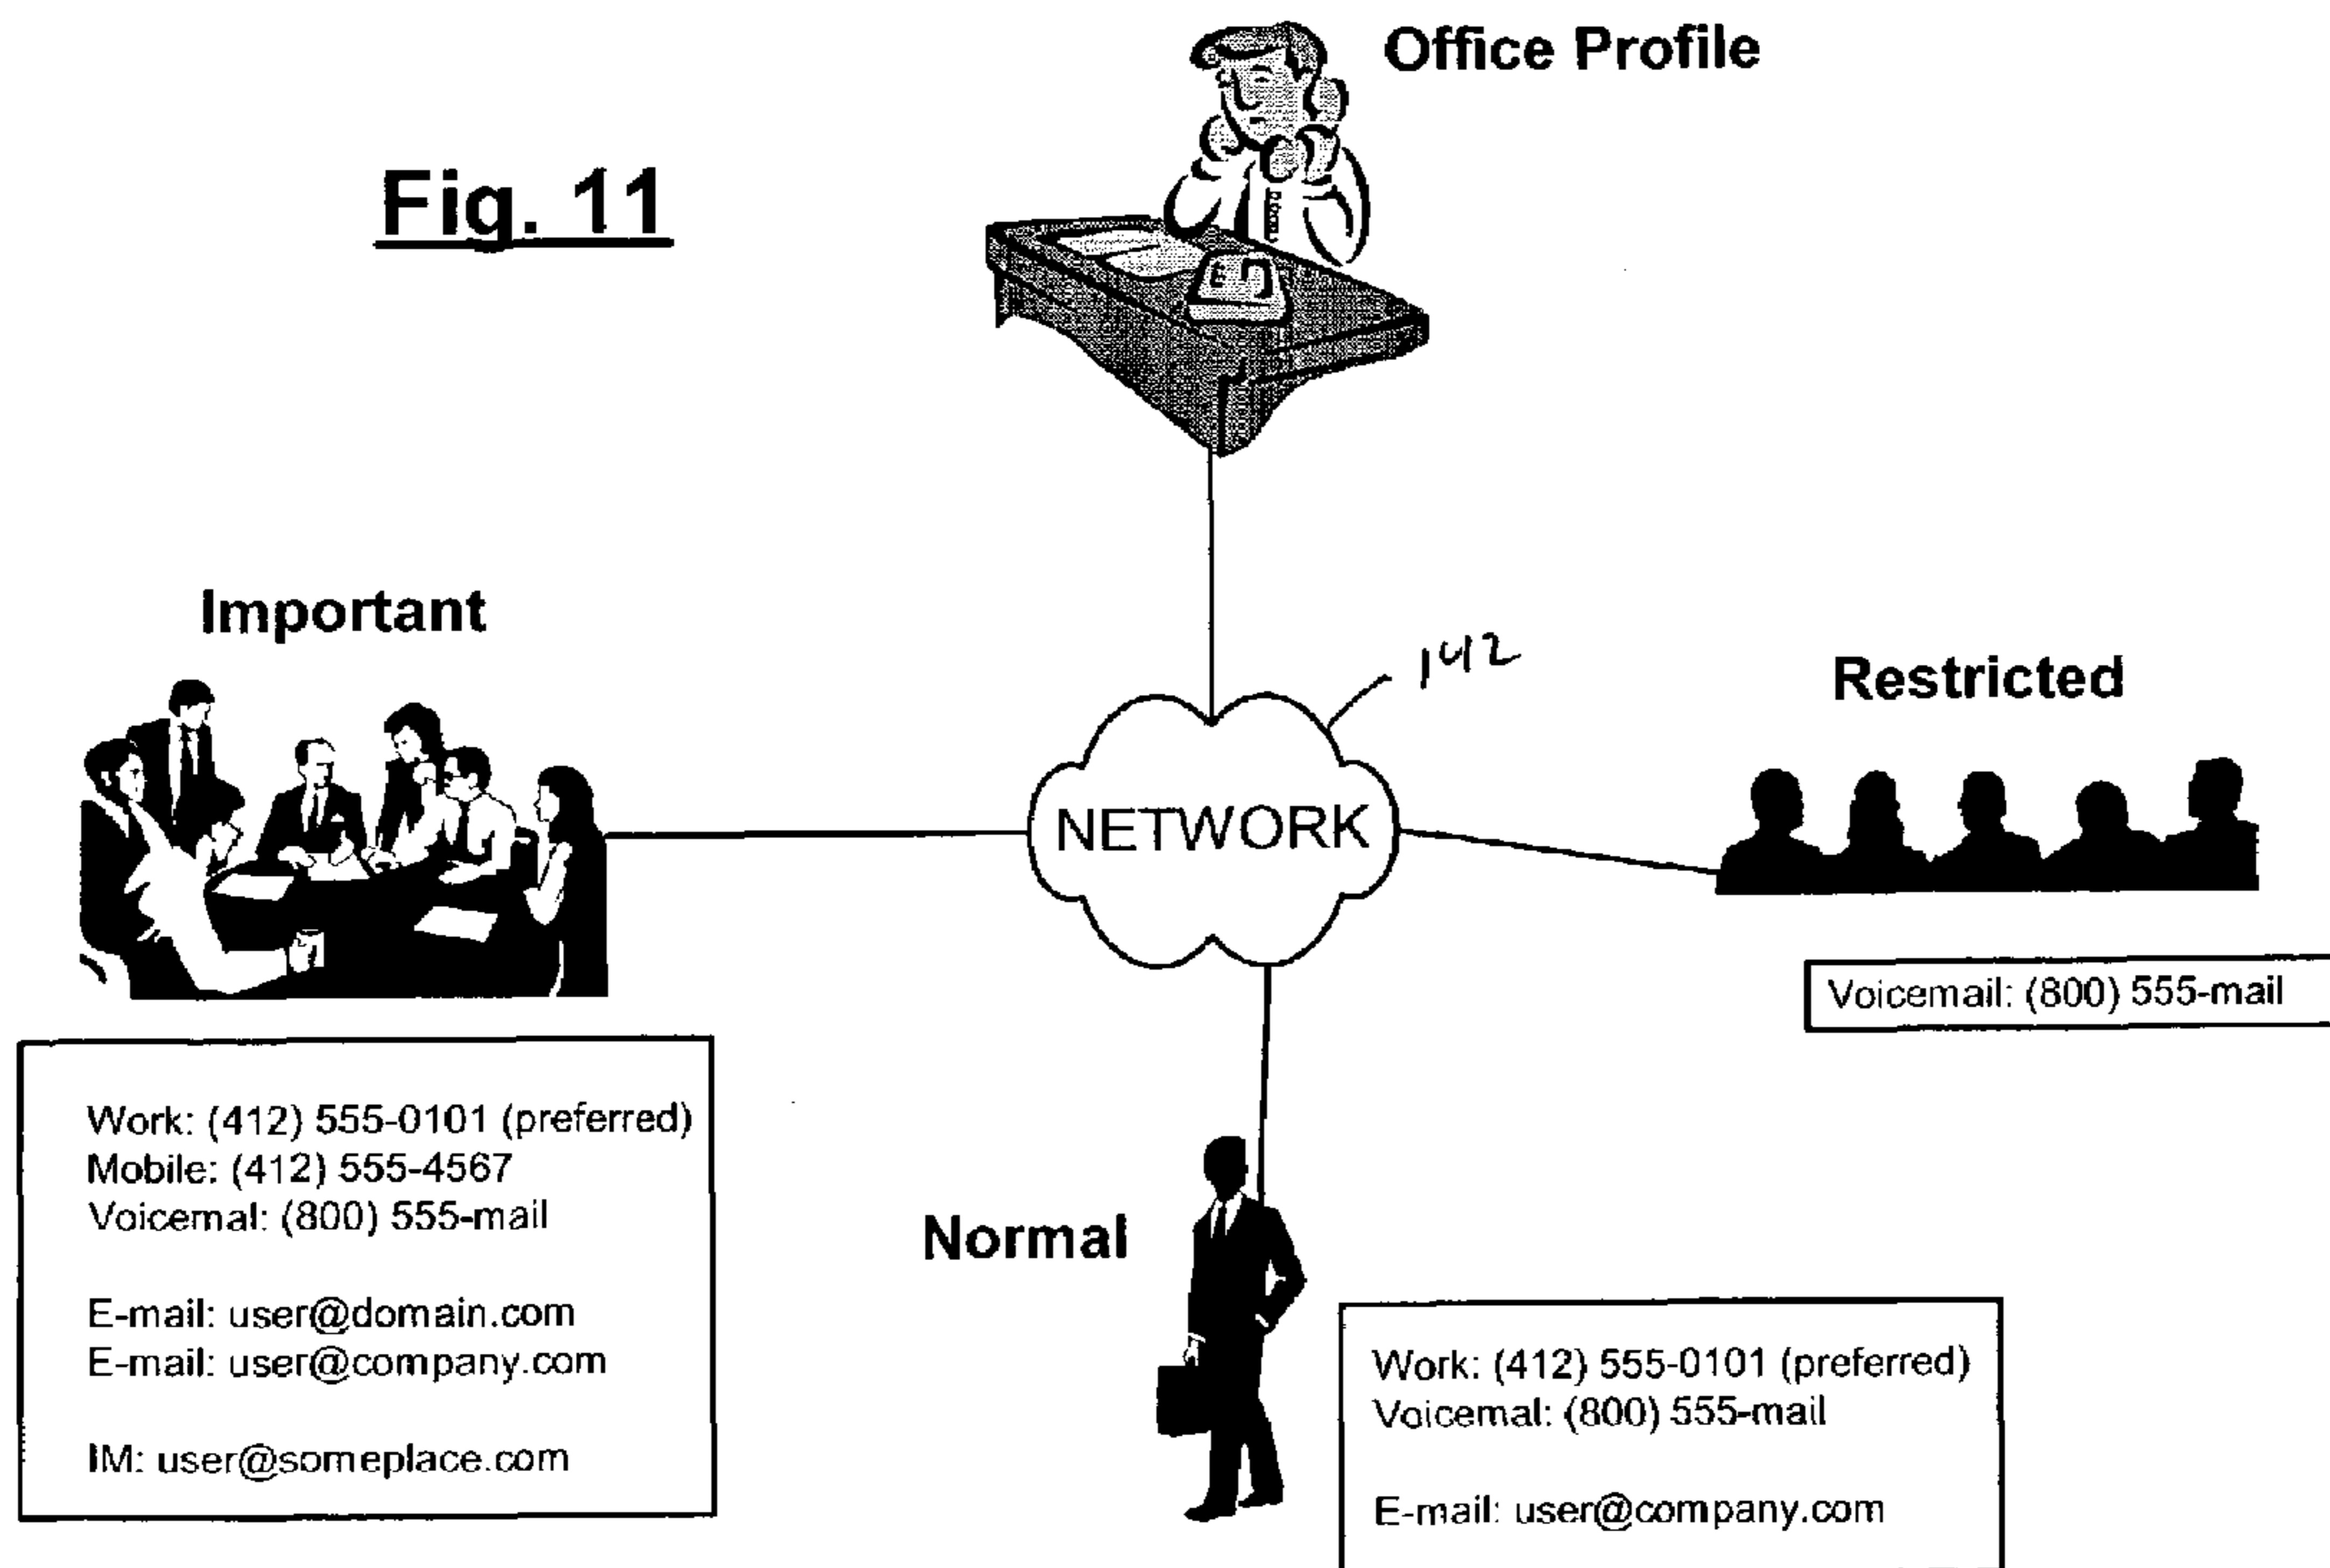 Office Profile
Fig. 11
Important
142
Restricted
NETWORK
Voicemail: (800) 555-mail
Work: (412) 555-0101 (preferred)
Mobile: (412) 555-4567
Voicemal: (800) 555-mail
E-mail: user@domain.com
E-mail: user@company.com
IM: user@someplace.com
Normal
Work: (412) 555-0101 (preferred)
Voicemal: (800) 555-mail
E-mail: user@company.com